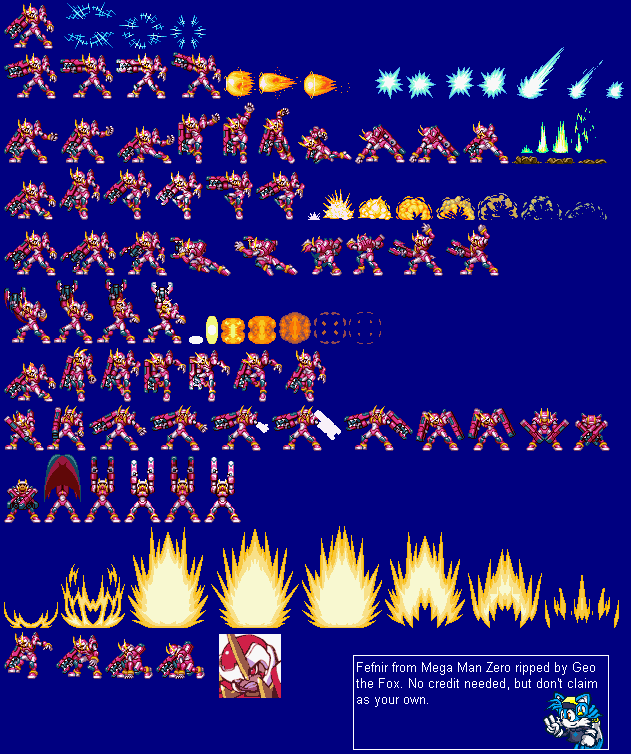 Fefnir from Mega Man Zero ripped by Geo
the Fox. No credit needed, but don't claim
as your own.